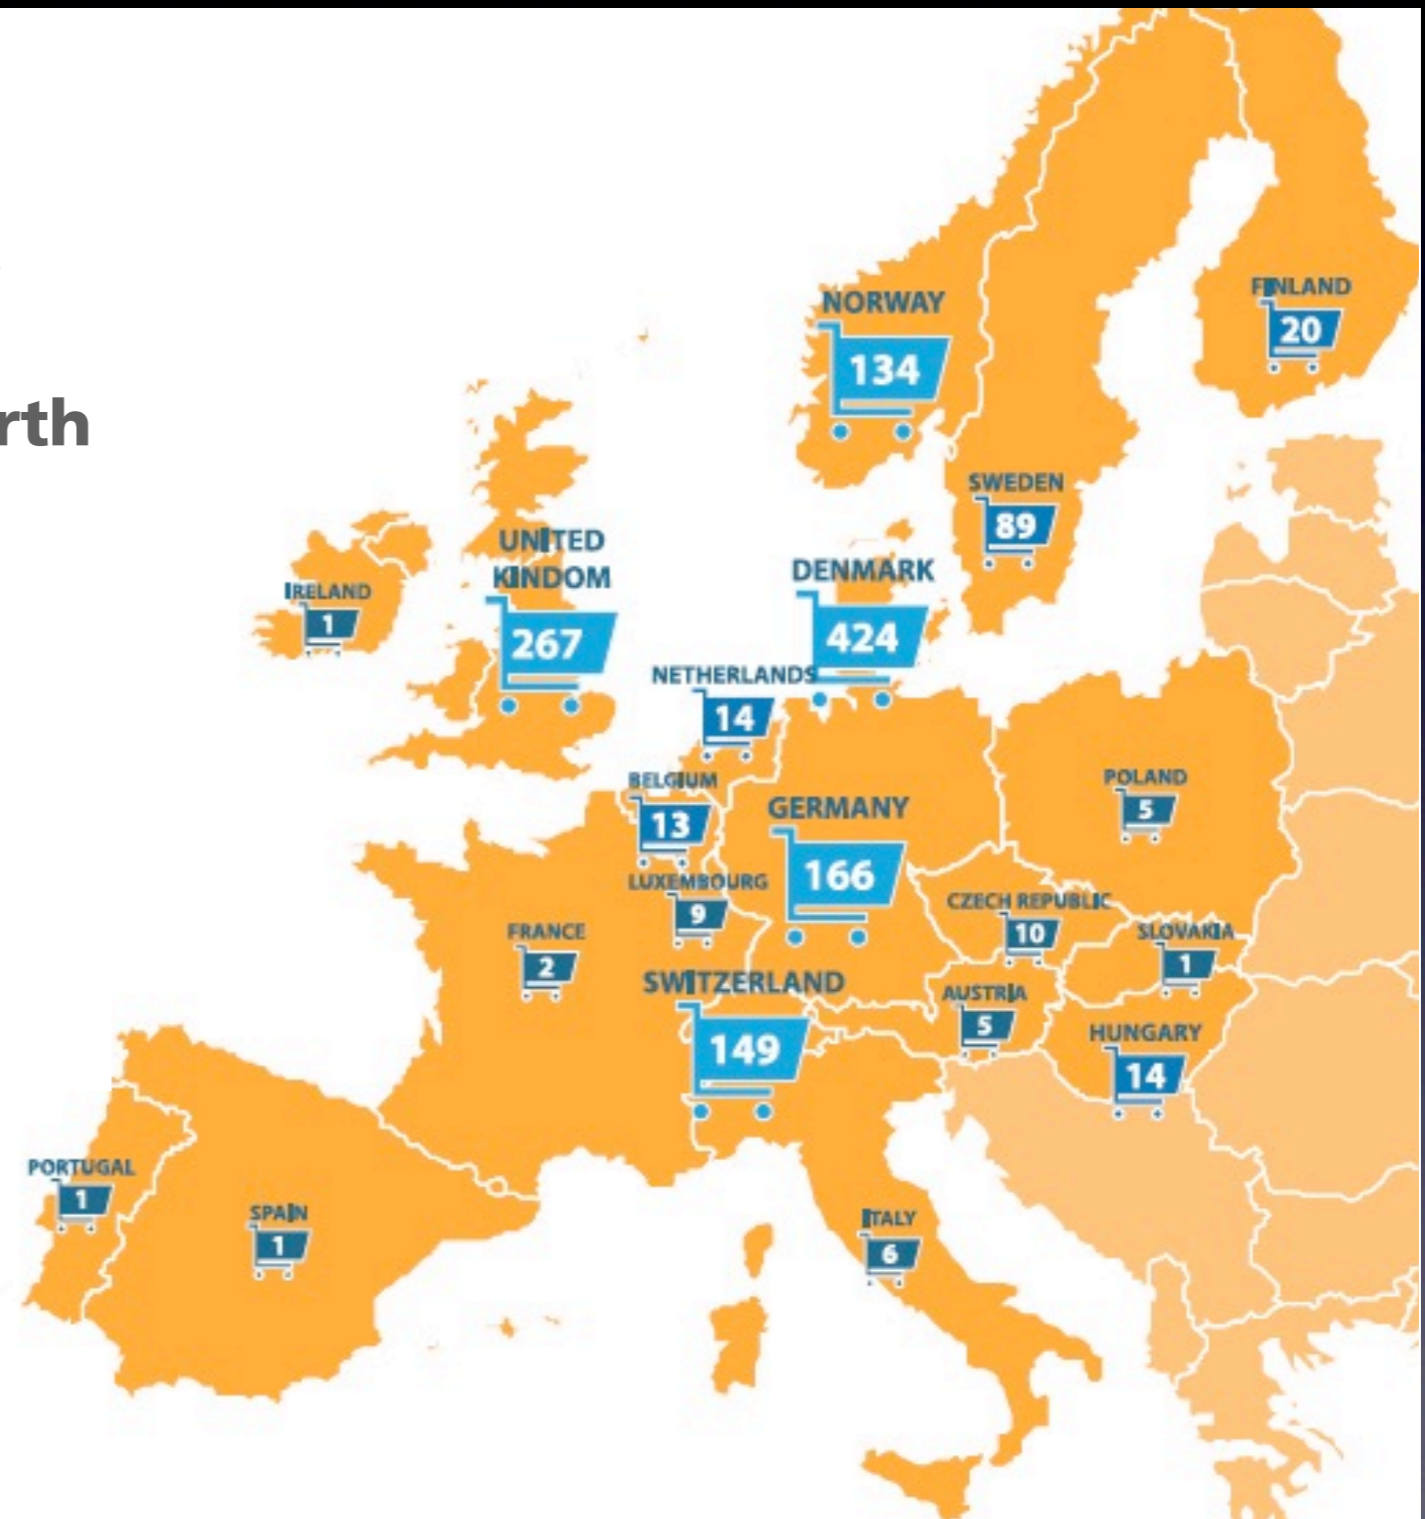 FINLAND
20
NORWAY
134
rth
SWEDEN
89
UNITED
KINDOM
267
DENMARK
424
IRELAND
1
NETHERLANDS
14
BELGIUM
13
POLAND
5
GERMANY
166
LUXEMBOURG
9
CZECH REPUBLIC
10
FRANCE
2
SLOVAKIA
1
SWITZERLAND
149
AUSTRIA
5
HUNGARY
14
PORTUGAL
1
SPAIN
1
ITALY
6